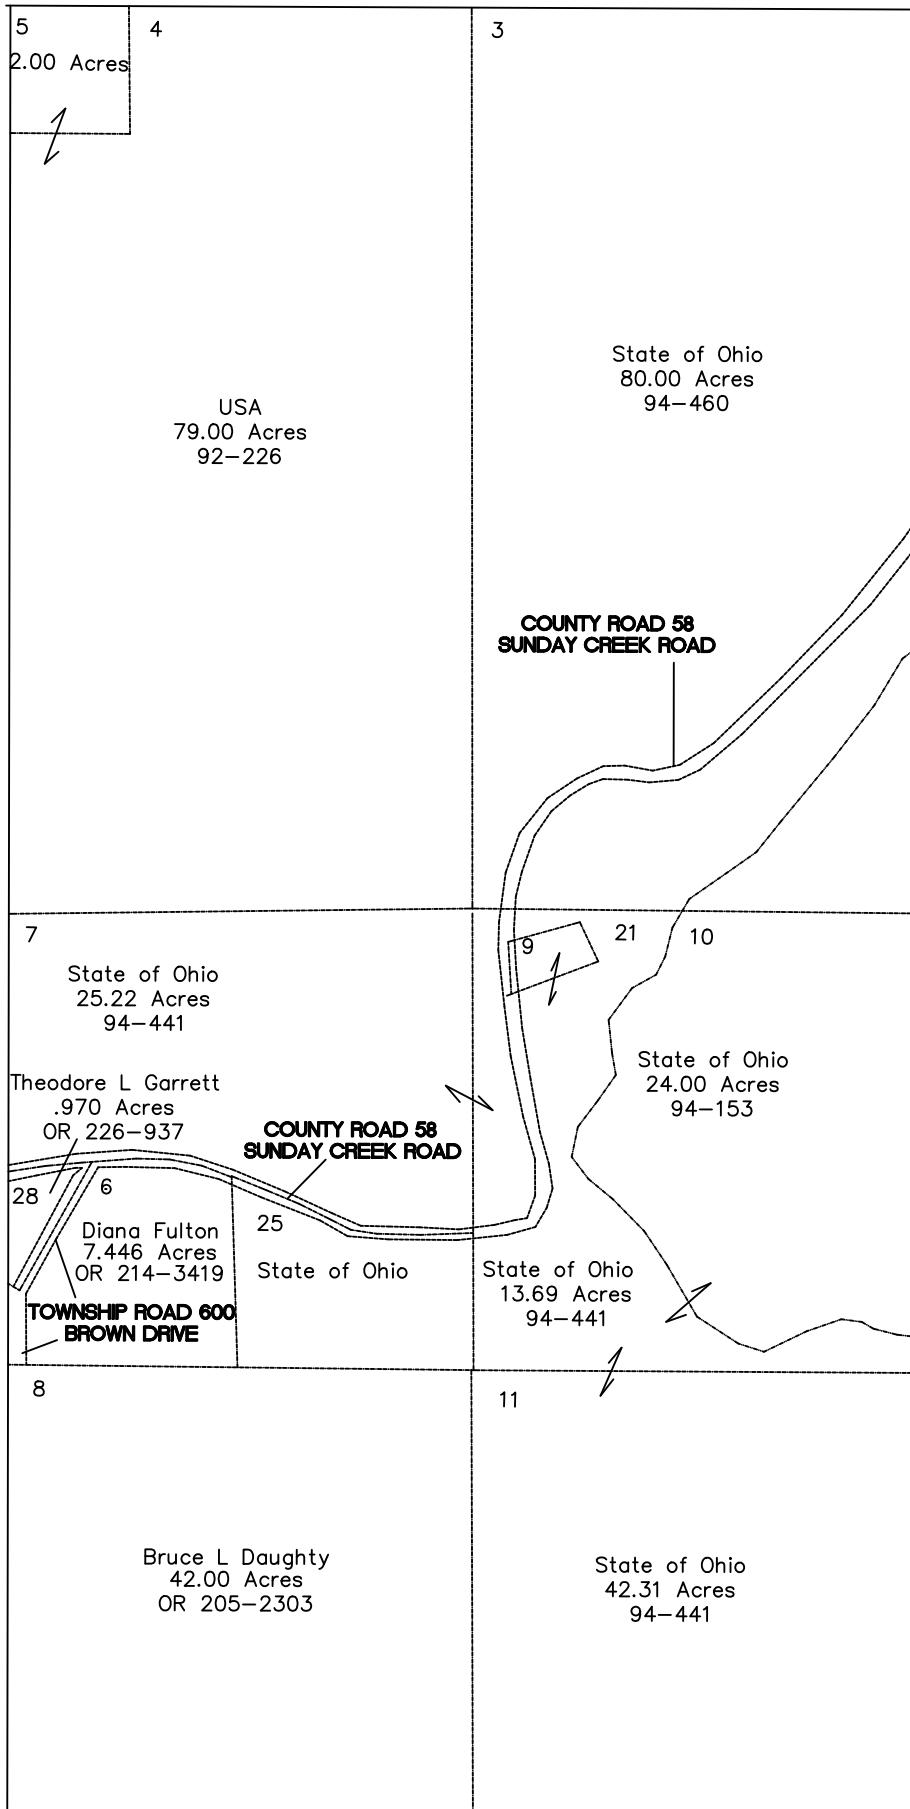 5
4
3
2.00 Acres
State of Ohio
80.00 Acres
94-460
USA
79.00 Acres
92-226
COUNTY ROAD 58
SUNDAY CREEK ROAD
7
9
21
10
State of Ohio
25.22 Acres
94-441
State of Ohio
24.00 Acres
94-153
Theodore L Garrett
.970 Acres
OR 226-937
COUNTY ROAD 58
SUNDAY CREEK ROAD
28
6
25
Diana Fulton
7.446 Acres
OR 214-3419
State of Ohio
State of Ohio
13.69 Acres
94-441
TOWNSHIP ROAD 600
BROWN DRIVE
8
11
Bruce L Daughty
42.00 Acres
OR 205-2303
State of Ohio
42.31 Acres
94-441